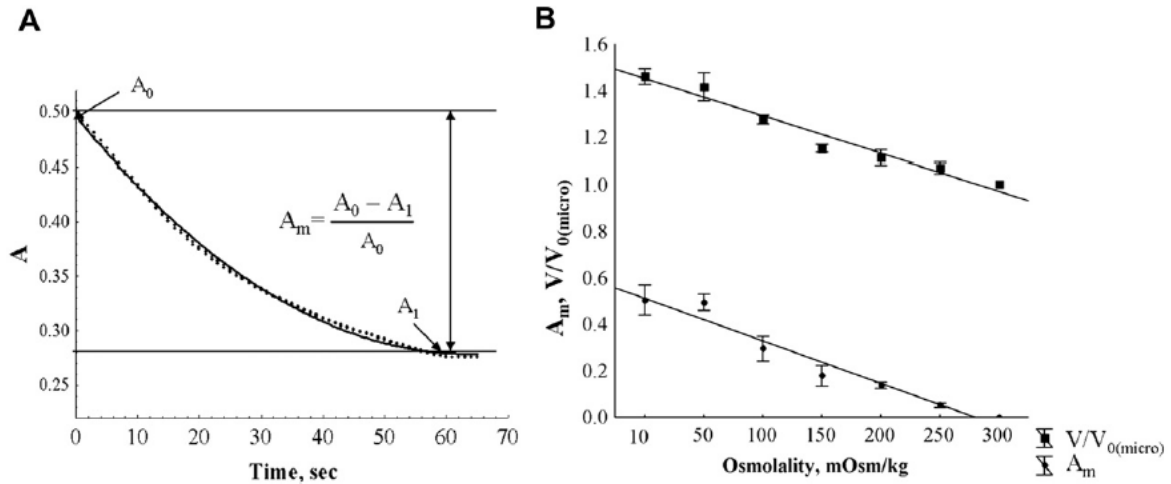 A
A₀
0.50
0.45
0.40
0.35
0.30
0.25
A
Aₘ = A₀ − A₁
A₀
A₁
0 10 20 30 40 50 60 70
Time, sec
B
1.6
1.4
1.2
1.0
0.8
0.6
0.4
0.2
0.0
Aₘ, V/V₀(micro)
10 50 100 150 200 250 300
Osmolality, mOsm/kg
V/V₀(micro)
Aₘ